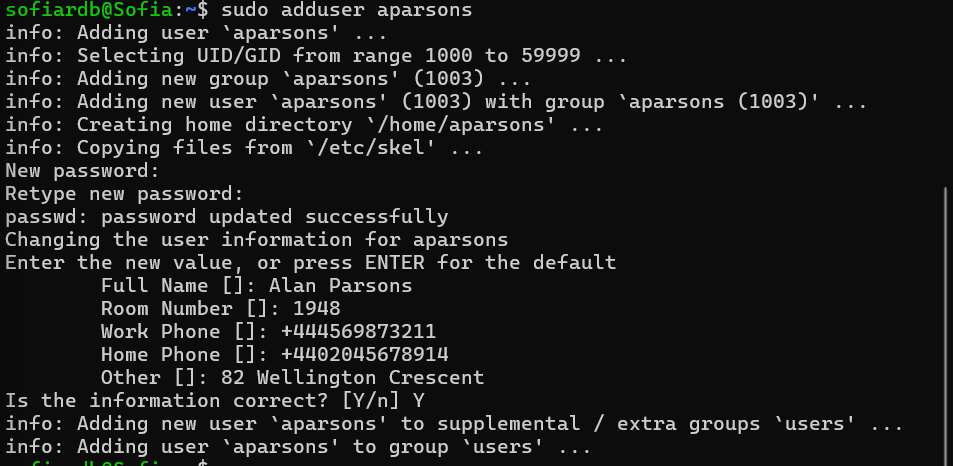 sofiardb@Sofia:~$ sudo adduser aparsons
info: Adding user `aparsons' ...
info: Selecting UID/GID from range 1000 to 59999 ...
info: Adding new group `aparsons' (1003) ...
info: Adding new user `aparsons' (1003) with group `aparsons (1003)' ...
info: Creating home directory `/home/aparsons' ...
info: Copying files from `/etc/skel' ...
New password:
Retype new password:
passwd: password updated successfully
Changing the user information for aparsons
Enter the new value, or press ENTER for the default
        Full Name []: Alan Parsons
        Room Number []: 1948
        Work Phone []: +444569873211
        Home Phone []: +4402045678914
        Other []: 82 Wellington Crescent
Is the information correct? [Y/n] Y
info: Adding new user `aparsons' to supplemental / extra groups `users' ...
info: Adding user `aparsons' to group `users' ...
sofiardb@Sofia:~$